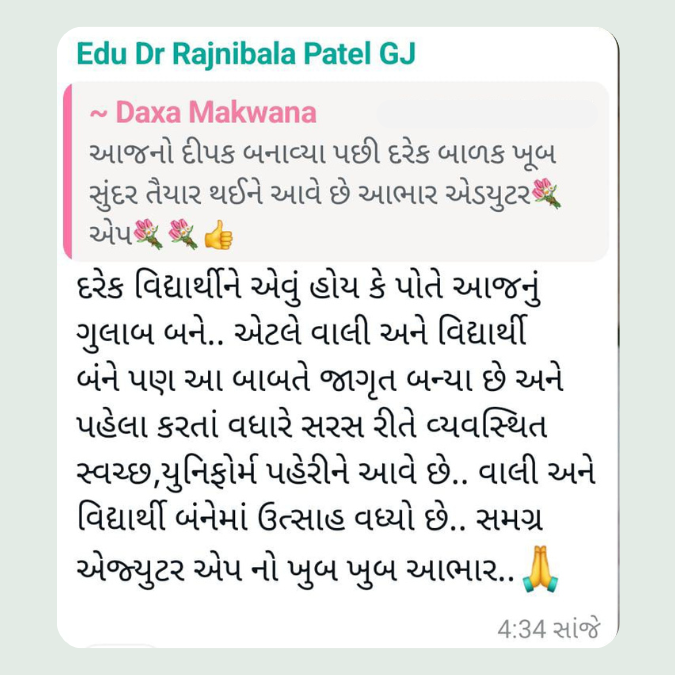 Edu Dr Rajnibala Patel GJ
~ Daxa Makwana
આજનો દીપક બનાવ્યા પછી દરેક બાળક ખૂબ
સુંદર તૈયાર થઈને આવે છે આભાર એડયુટર💐
એપ💐💐👍
દરેક વિદ્યાર્થીને એવું હોય કે પોતે આજનું
ગુલાબ બને.. એટલે વાલી અને વિદ્યાર્થી
બંને પણ આ બાબતે જાગૃત બન્યા છે અને
પહેલા કરતાં વધારે સરસ રીતે વ્યવસ્થિત
સ્વચ્છ,યુનિફોર્મ પહેરીને આવે છે.. વાલી અને
વિદ્યાર્થી બંનેમાં ઉત્સાહ વધ્યો છે.. સમગ્ર
એજ્યુટર એપ નો ખુબ ખુબ આભાર..🙏
4:34 સાંજે